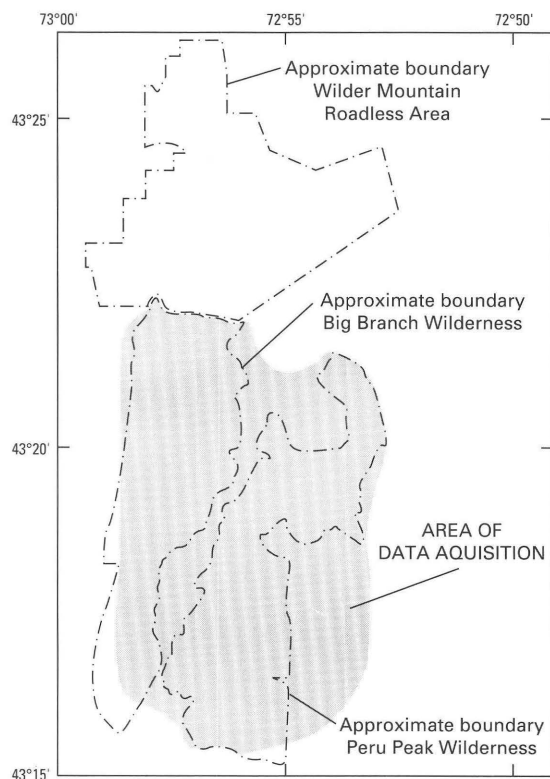 73°00' 72°55' 72°50'
Approximate boundary
Wilder Mountain
Roadless Area
43°25'
Approximate boundary
Big Branch Wilderness
43°20'
AREA OF
DATA AQUISITION
Approximate boundary
Peru Peak Wilderness
43°15'